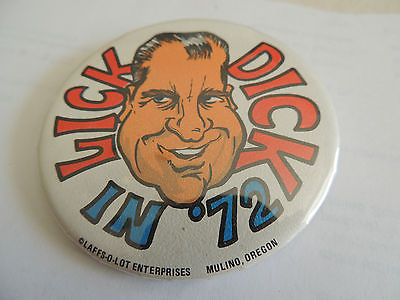 LICK DICK
IN '72
©LAFFS-O-LOT ENTERPRISES MULINO, OREGON